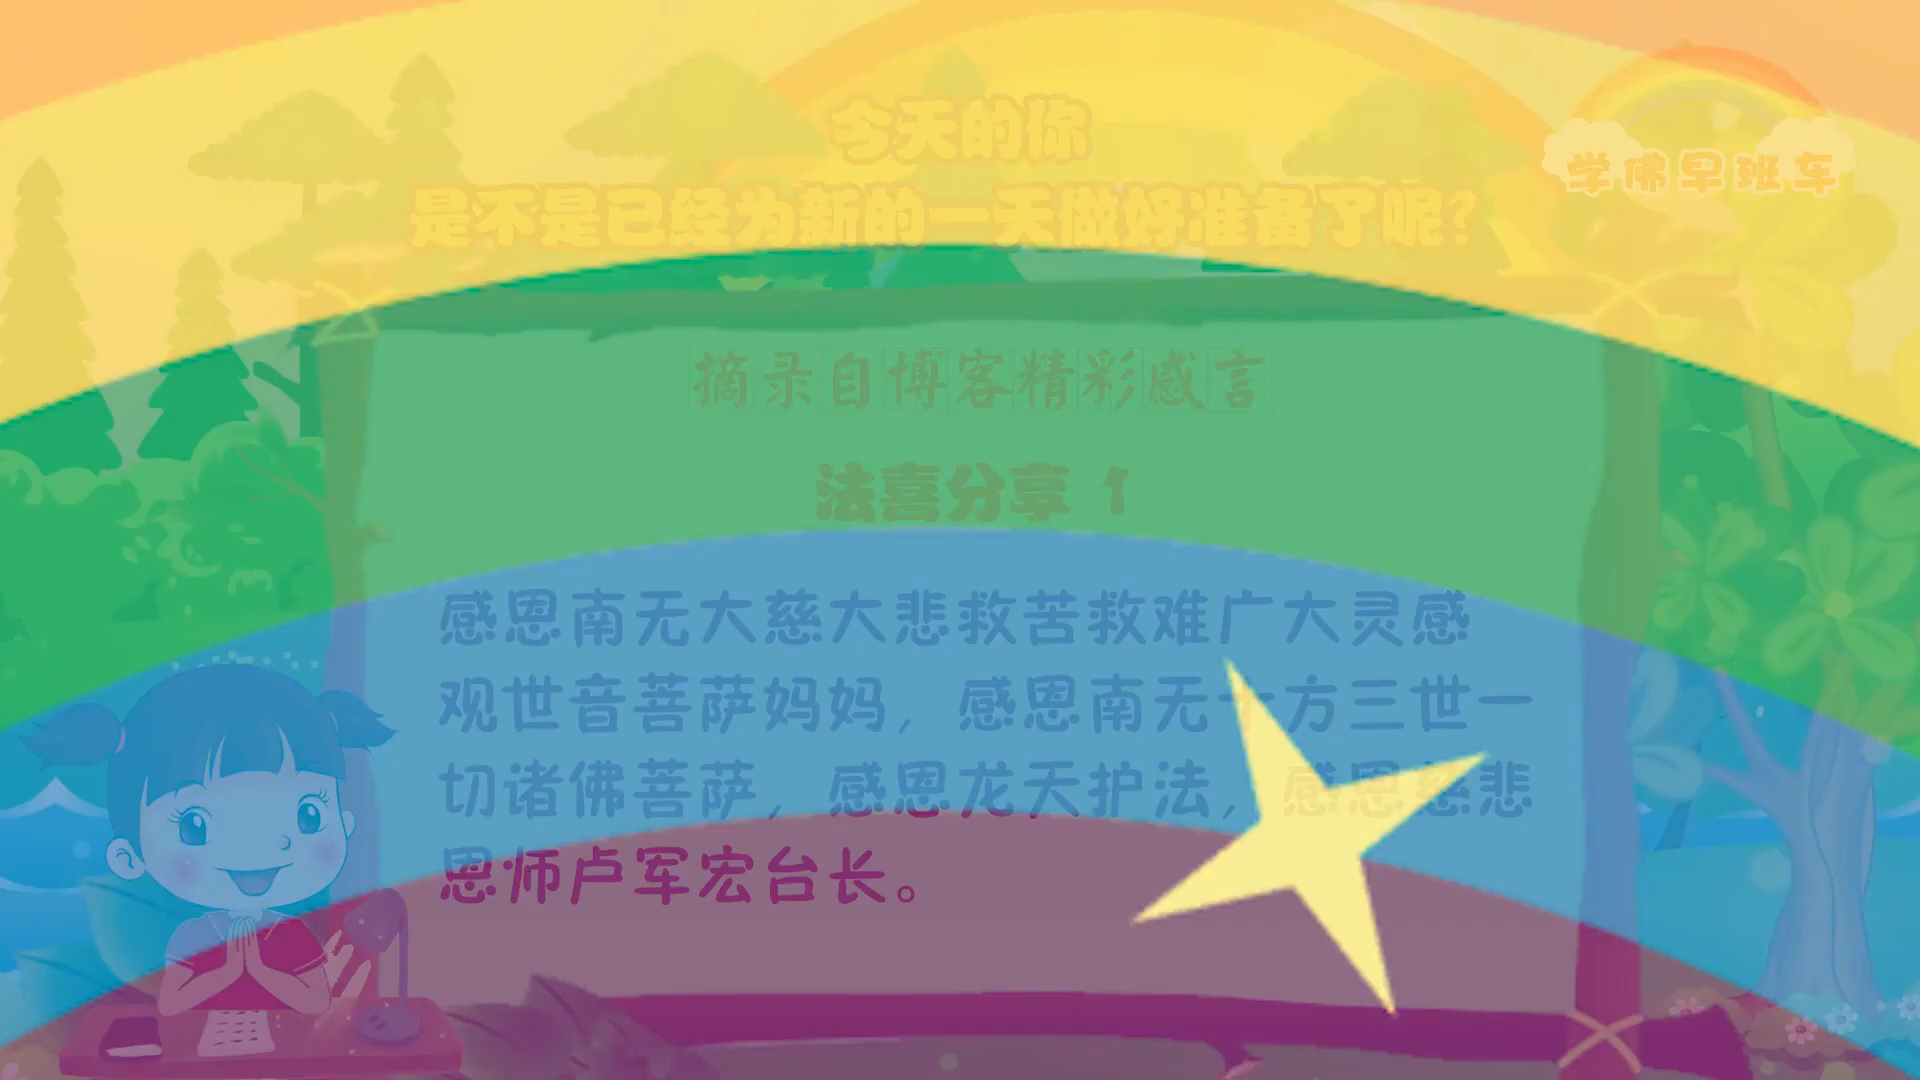 今天的你
学佛早班车
是不是已经为新的一天做好准备了呢?
摘录自博客精彩感言
法喜分享 1
感恩南无大慈大悲救苦救难广大灵感
观世音菩萨妈妈，感恩南无十方三世一
切诸佛菩萨，感恩龙天护法，感恩慈悲
恩师卢军宏台长。